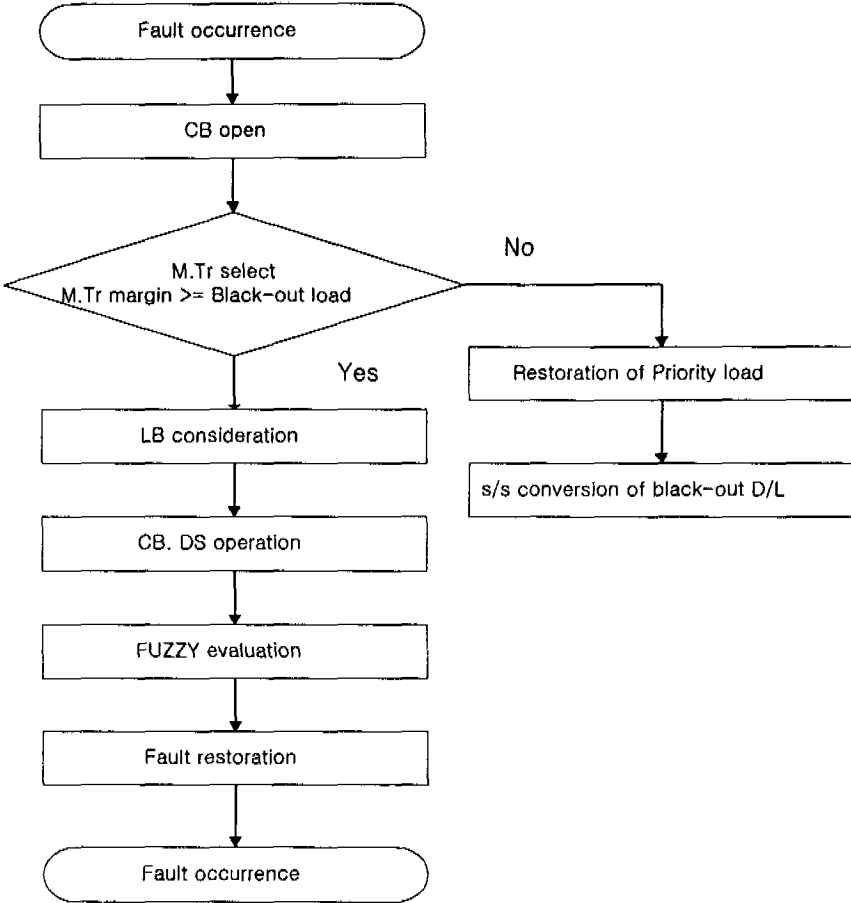 Fault occurrence
CB open
M.Tr select
M.Tr margin >= Black-out load
No
Yes
Restoration of Priority load
LB consideration
s/s conversion of black-out D/L
CB. DS operation
FUZZY evaluation
Fault restoration
Fault occurrence